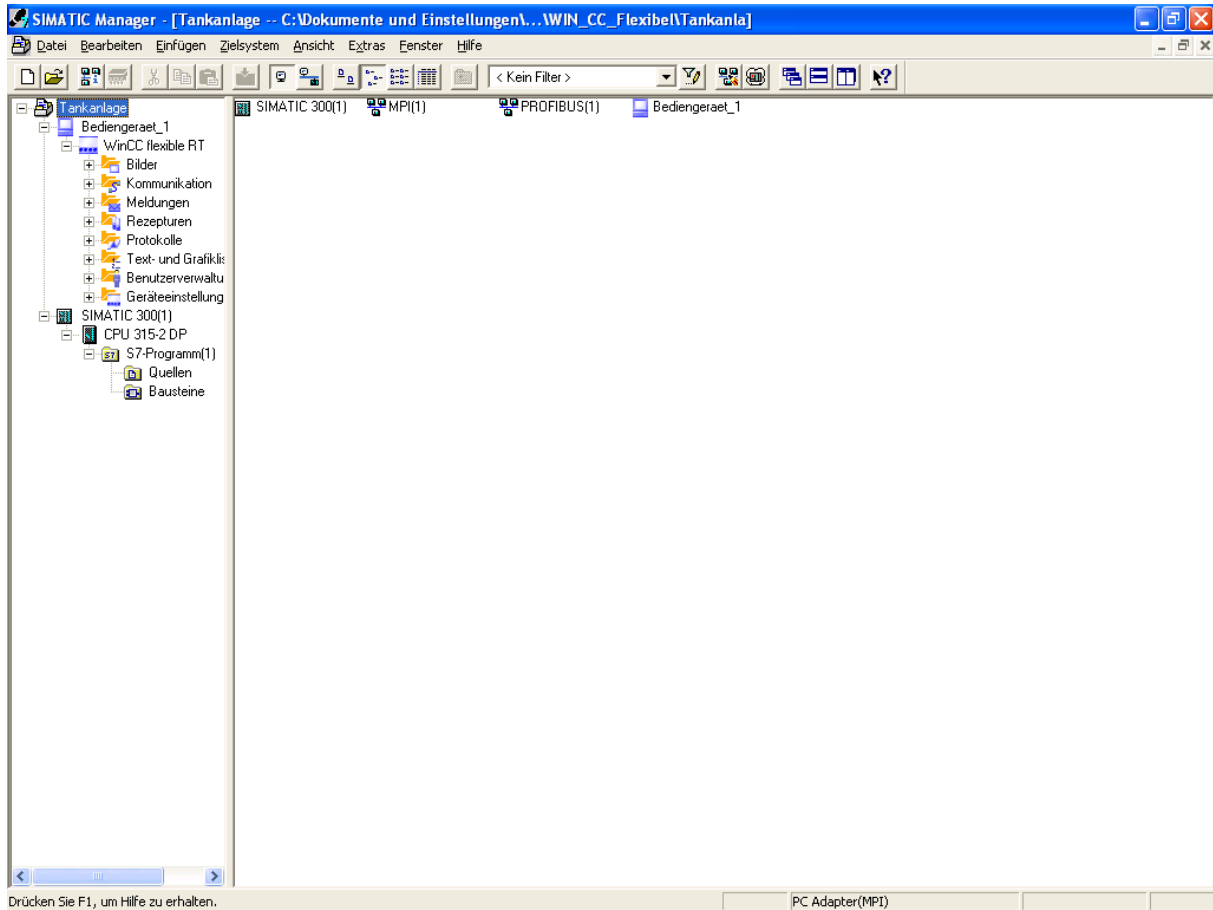 SIMATIC Manager - [Tankanlage -- C:\Dokumente und Einstellungen\...\WIN_CC_Flexibel\Tankanla]
Datei Bearbeiten Einfügen Zielsystem Ansicht Extras Fenster Hilfe
< Kein Filter >
Tankanlage
Bediengeraet_1
WinCC flexible RT
Bilder
Kommunikation
Meldungen
Rezepturen
Protokolle
Text- und Grafiklis
Benutzerverwaltu
Geräteeinstellung
SIMATIC 300(1)
CPU 315-2 DP
S7-Programm(1)
Quellen
Bausteine
SIMATIC 300(1) MPI(1) PROFIBUS(1) Bediengeraet_1
Drücken Sie F1, um Hilfe zu erhalten. PC Adapter(MPI)